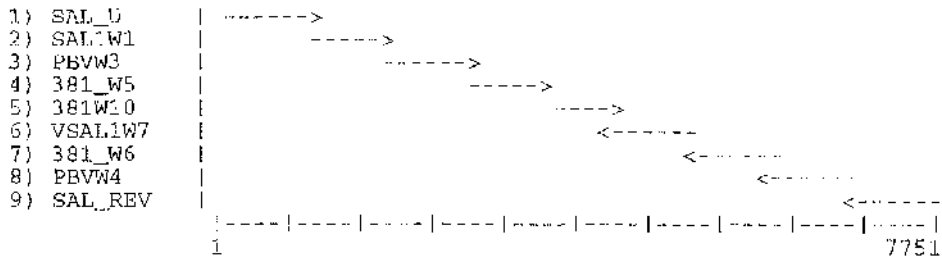 1) SAL_U | ------->
2) SAL1W1 | ------>
3) PBVW3 | ------->
4) 381_W5 | ------>
5) 381W10 | ----->
6) VSAL1W7 | <-------
7) 381_W6 | <-------
8) PBVW4 | <-------
9) SAL_REV | <-------
|----|----|----|----|----|----|----|----|----|----|
1 7751